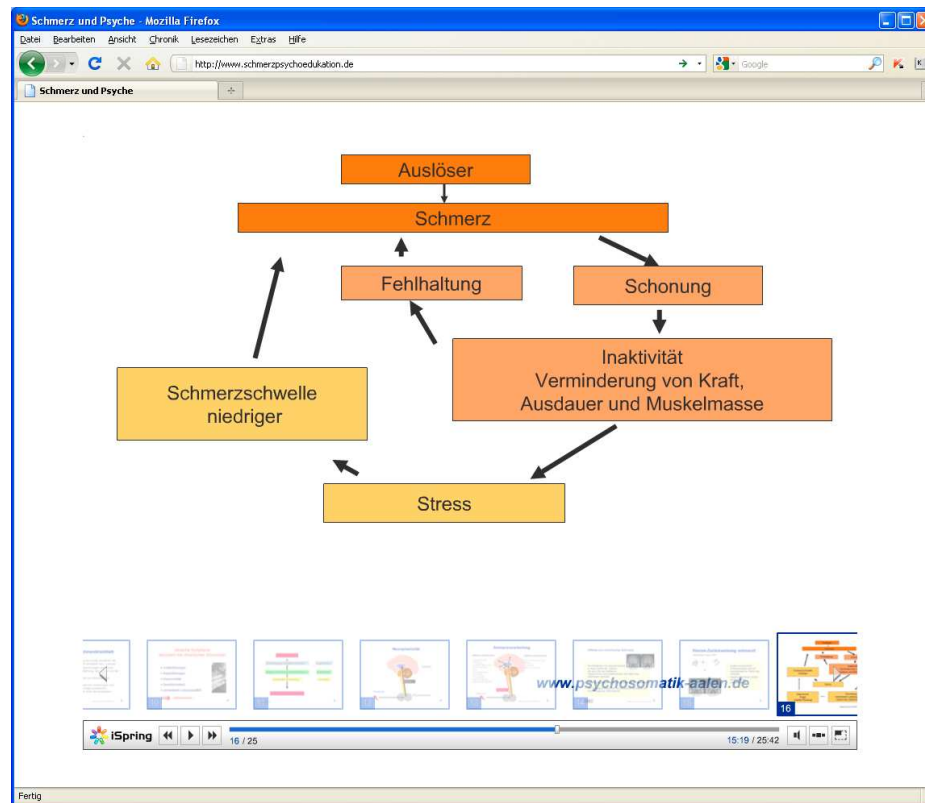 Schmerz und Psyche - Mozilla Firefox
Datei Bearbeiten Ansicht Chronik Lesezeichen Extras Hilfe
http://www.schmerzpsychoedukation.de
Google
K
Schmerz und Psyche
Auslöser
Schmerz
Fehlhaltung
Schonung
Inaktivität
Verminderung von Kraft,
Ausdauer und Muskelmasse
Schmerzschwelle
niedriger
Stress
www.psychosomatik-aalen.de
16
iSpring
16 / 25
15:19 / 25:42
Fertig